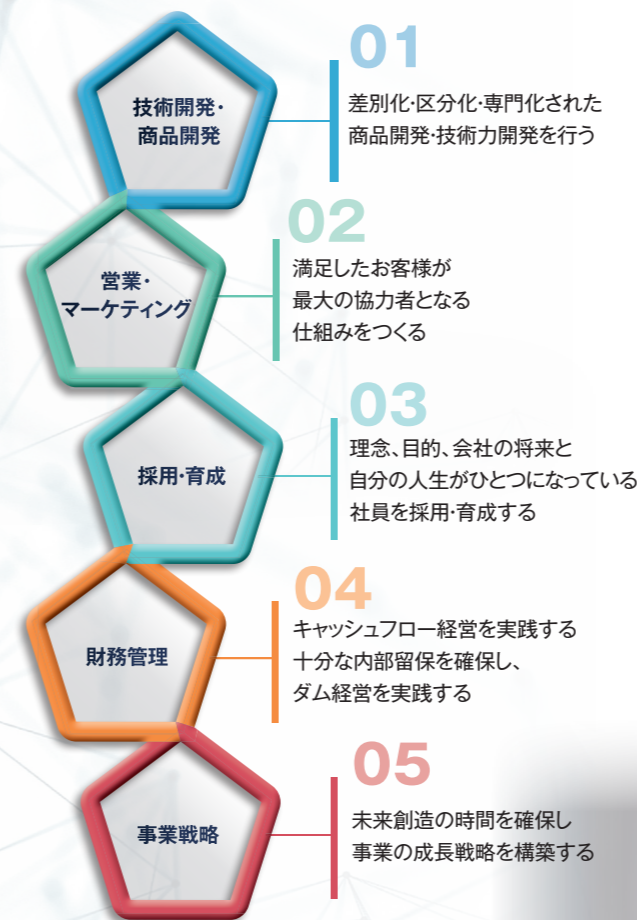 01
技術開発・
商品開発
差別化・区分化・専門化された
商品開発・技術力開発を行う
02
営業・
マーケティング
満足したお客様が
最大の協力者となる
仕組みをつくる
03
採用・育成
理念、目的、会社の将来と
自分の人生がひとつになっている
社員を採用・育成する
04
財務管理
キャッシュフロー経営を実践する
十分な内部留保を確保し、
ダム経営を実践する
05
事業戦略
未来創造の時間を確保し
事業の成長戦略を構築する